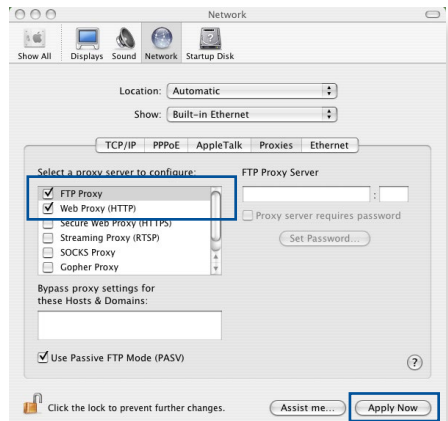 Network
Show All Displays Sound Network Startup Disk
Location: Automatic
Show: Built-in Ethernet
TCP/IP PPPoE AppleTalk Proxies Ethernet
Select a proxy server to configure: FTP Proxy Server
FTP Proxy
Web Proxy (HTTP) :
Secure Web Proxy (HTTPS) Proxy server requires password
Streaming Proxy (RTSP) Set Password...
SOCKS Proxy
Gopher Proxy
Bypass proxy settings for
these Hosts & Domains:
Use Passive FTP Mode (PASV) ?
Click the lock to prevent further changes. Assist me... Apply Now